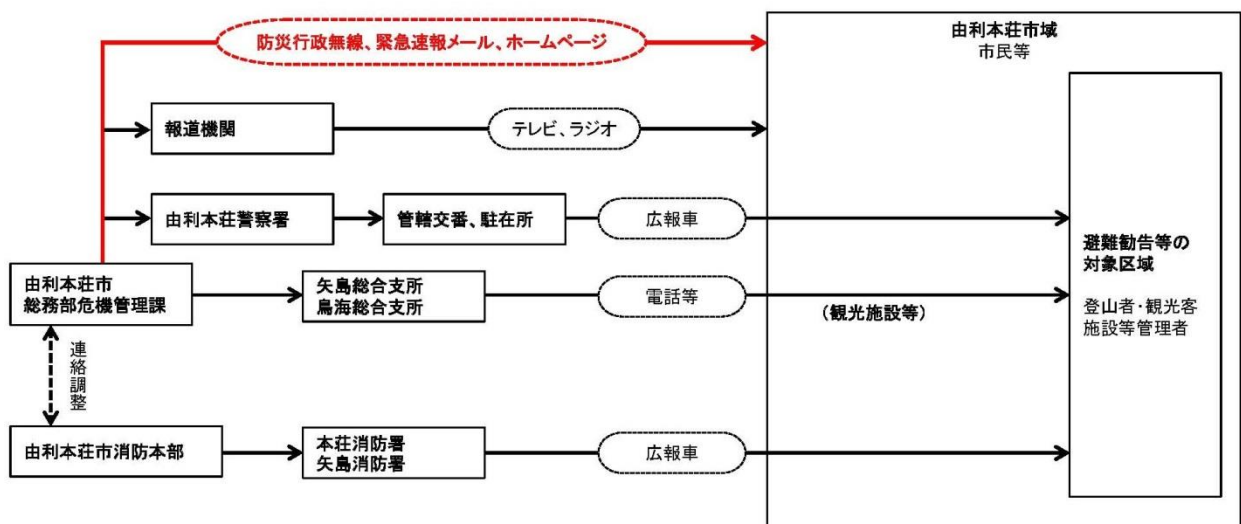 防災行政無線、緊急速報メール、ホームページ
由利本荘市域
市民等
報道機関
テレビ、ラジオ
由利本荘警察署
管轄交番、駐在所
広報車
避難勧告等の
対象区域
登山者・観光客
施設等管理者
由利本荘市
総務部危機管理課
矢島総合支所
鳥海総合支所
電話等
(観光施設等)
連絡調整
由利本荘市消防本部
本荘消防署
矢島消防署
広報車